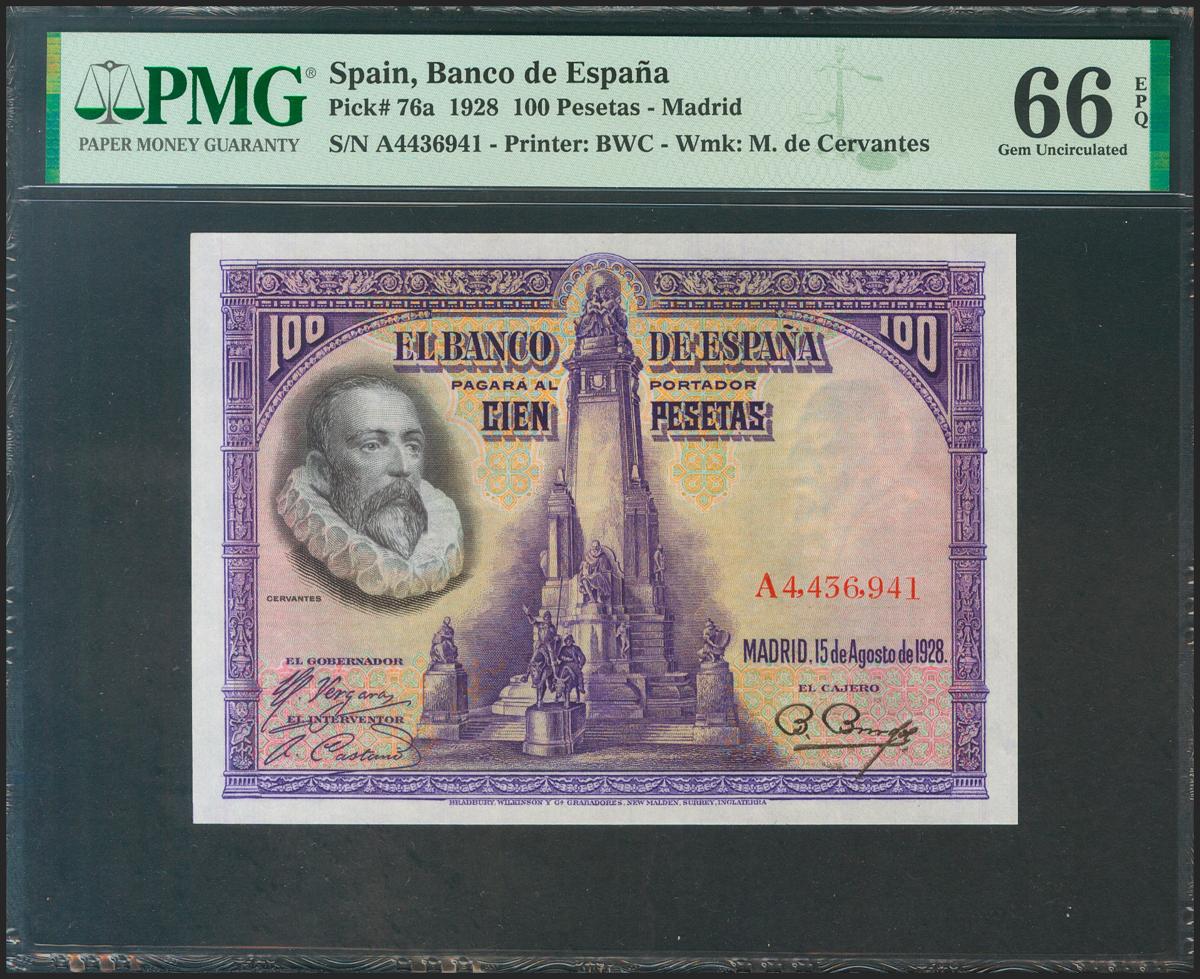 PMG®
PAPER MONEY GUARANTY
Spain, Banco de España
Pick# 76a 1928 100 Pesetas - Madrid
S/N A4436941 - Printer: BWC - Wmk: M. de Cervantes
66 EPQ
Gem Uncirculated
100 100
EL BANCO DE ESPAÑA
PAGARÁ AL PORTADOR
CIEN PESETAS
CERVANTES
A4,436,941
MADRID. 15 de Agosto de 1928.
EL GOBERNADOR
Vergara
EL INTERVENTOR
A. Castaño
EL CAJERO
BRADBURY, WILKINSON Y Cª GRABADORES, NEW MALDEN, SURREY, INGLATERRA